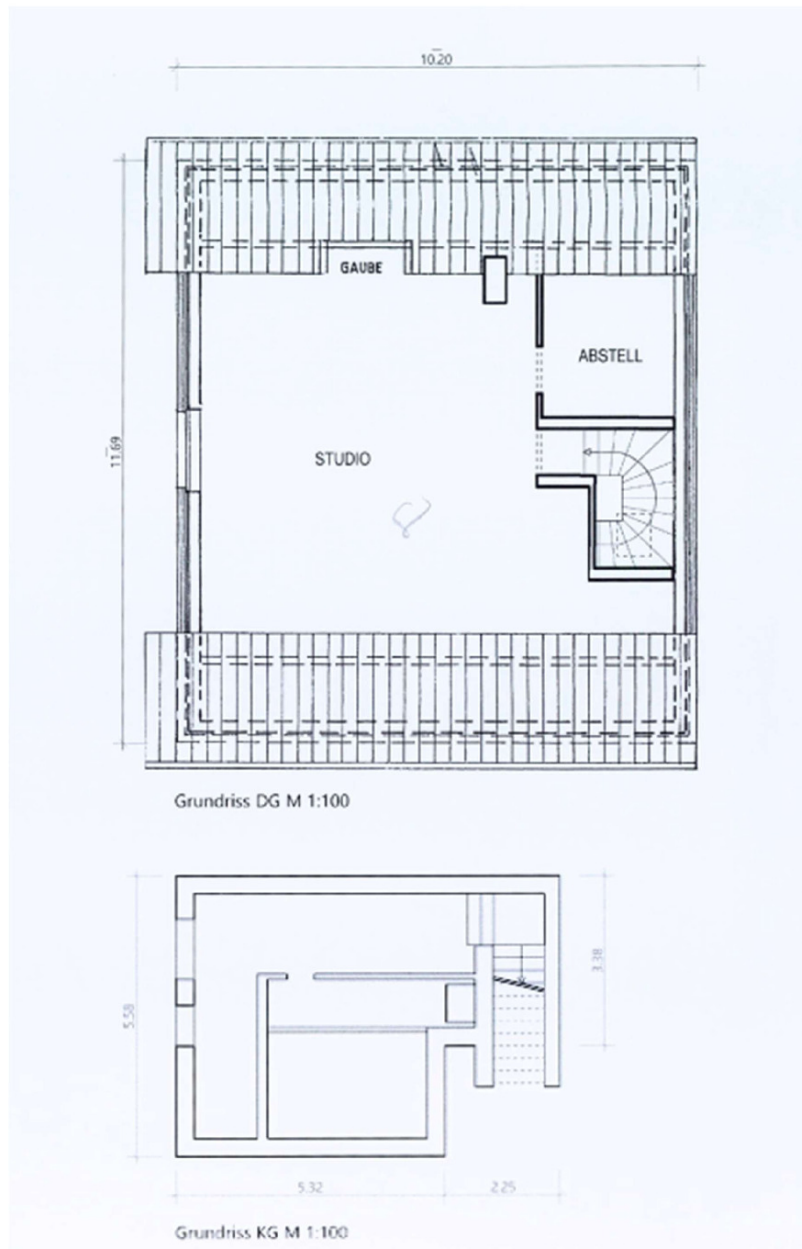 10.20
GAUBE
ABSTELL
11.69
STUDIO
Grundriss DG M 1:100
3.38
5.58
5.32
2.25
Grundriss KG M 1:100